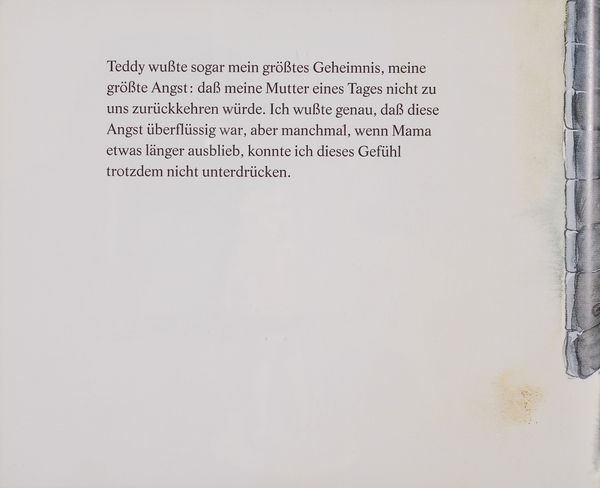 Teddy wußte sogar mein größtes Geheimnis, meine
größte Angst: daß meine Mutter eines Tages nicht zu
uns zurückkehren würde. Ich wußte genau, daß diese
Angst überflüssig war, aber manchmal, wenn Mama
etwas länger ausblieb, konnte ich dieses Gefühl
trotzdem nicht unterdrücken.